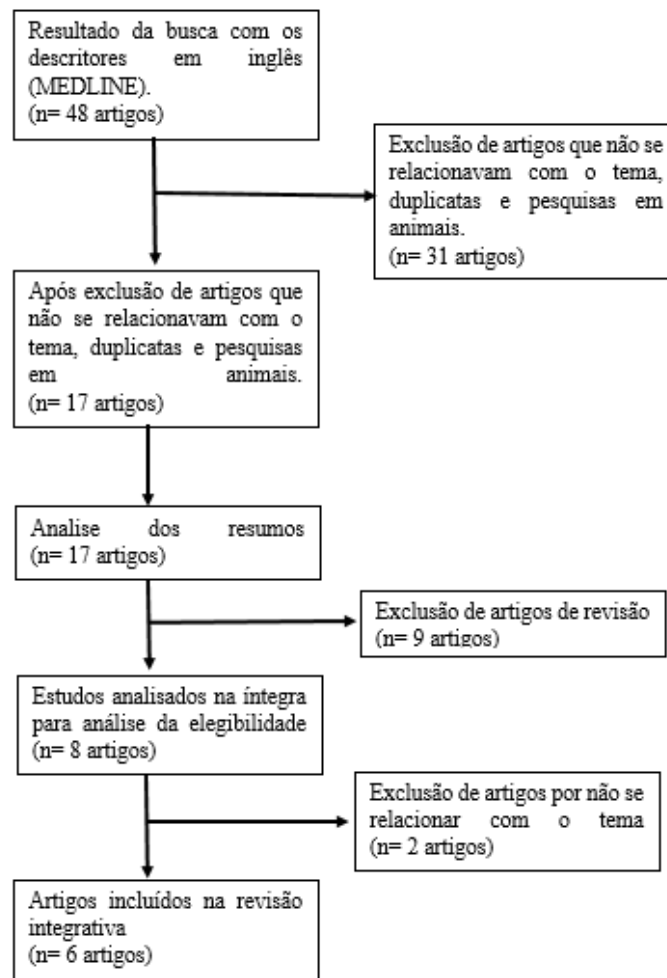 Resultado da busca com os
descritores em inglês
(MEDLINE).
(n= 48 artigos)
Exclusão de artigos que não se
relacionavam com o tema,
duplicatas e pesquisas em
animais.
(n= 31 artigos)
Após exclusão de artigos que
não se relacionavam com o
tema, duplicatas e pesquisas
em animais.
(n= 17 artigos)
Analise dos resumos
(n= 17 artigos)
Exclusão de artigos de revisão
(n= 9 artigos)
Estudos analisados na íntegra
para análise da elegibilidade
(n= 8 artigos)
Exclusão de artigos por não se
relacionar com o tema
(n= 2 artigos)
Artigos incluídos na revisão
integrativa
(n= 6 artigos)